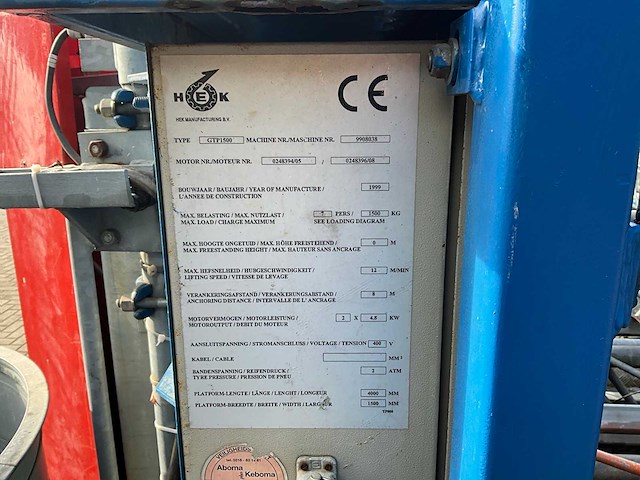 HEK
HEK MANUFACTURING B.V.
CE
TYPE GTP1500 MACHINE NR./MASCHINE NR. 9908038
MOTOR NR./MOTEUR NR. 0248394/05 / 0248396/08
BOUWJAAR / BAUJAHR / YEAR OF MANUFACTURE / 1999
L'ANNEE DE CONSTRUCTION
MAX. BELASTING / MAX. NUTZLAST / PERS / 1500 KG
MAX. LOAD / CHARGE MAXIMUM SEE LOADING DIAGRAM
MAX. HOOGTE ONGETUID / MAX. HÖHE FREISTEHEND / 0 M
MAX. FREESTANDING HEIGHT / MAX. HAUTEUR SANS ANCRAGE
MAX. HEFSNELHEID / HUBGESCHWINDIGKEIT / 12 M/MIN
LIFTING SPEED / VITESSE DE LEVAGE
VERANKERINGSAFSTAND / VERANKERUNGSABSTAND / 8 M
ANCHORING DISTANCE / INTERVALLE DE L' ANCRAGE
MOTORVERMOGEN / MOTORLEISTUNG / 2 X 4.8 KW
MOTOROUTPUT / DEBIT DU MOTEUR
AANSLUITSPANNING / STROMANSCHLUSS / VOLTAGE / TENSION 400 V
KABEL / CABLE MM²
BANDENSPANNING / REIFENDRUCK / ATM
TYRE PRESSURE / PRESSION DE PNEU
PLATFORM-LENGTE / LÄNGE / LENGHT / LONGEUR 4000 MM
PLATFORM-BREEDTE / BREITE / WIDTH / LARGEUR 1500 MM
VEILIGHEID
Aboma
Keboma